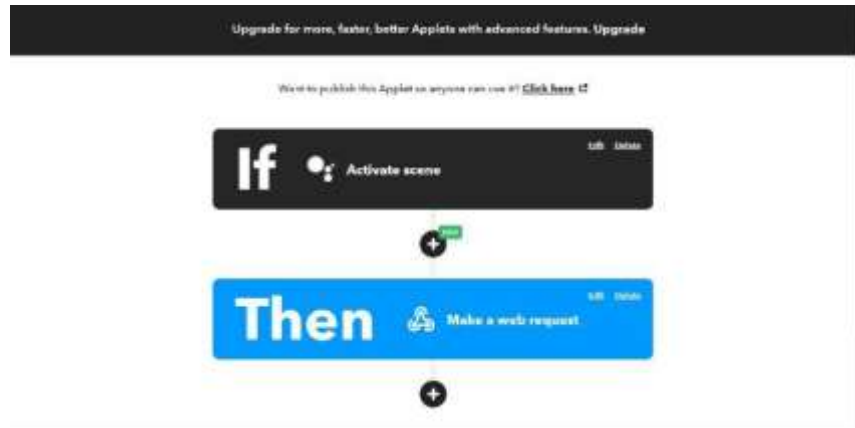 Upgrade for more, faster, better Applets with advanced features. Upgrade
Want to publish this Applet so anyone can use it? Click here
If Activate scene
Edit Delete
Then Make a web request
Edit Delete